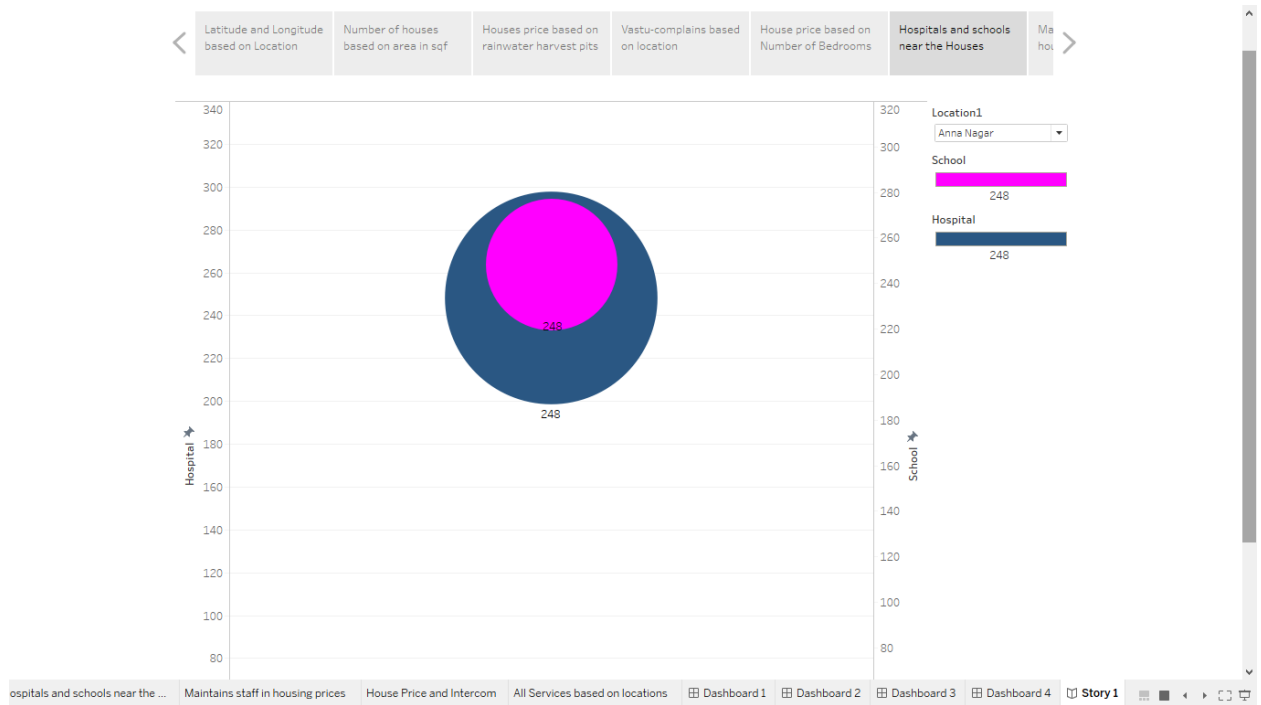 Latitude and Longitude
based on Location
Number of houses
based on area in sqf
Houses price based on
rainwater harvest pits
Vastu-complains based
on location
House price based on
Number of Bedrooms
Hospitals and schools
near the Houses
Ma
340
320
300
280
260
240
220
200
180
160
140
120
100
80
Hospital
248
248
320
300
280
260
240
220
200
180
160
140
120
100
80
School
Location1
Anna Nagar
School
248
Hospital
248
ospitals and schools near the ...
Maintains staff in housing prices
House Price and Intercom
All Services based on locations
Dashboard 1
Dashboard 2
Dashboard 3
Dashboard 4
Story 1